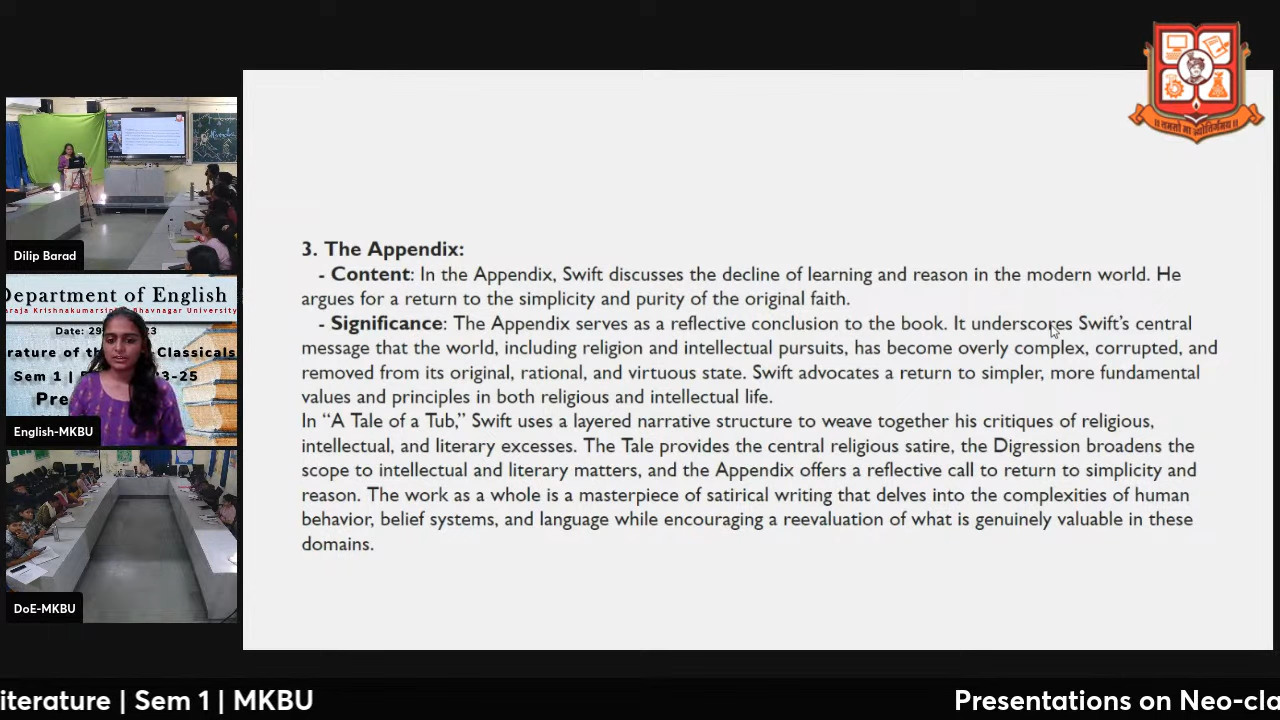 || तमसो मा ज्योतिर्गमय ||
Dilip Barad
Department of English
Date: 29
Classicals
Sem 1
English-MKBU
DoE-MKBU
3. The Appendix:
- Content: In the Appendix, Swift discusses the decline of learning and reason in the modern world. He
argues for a return to the simplicity and purity of the original faith.
- Significance: The Appendix serves as a reflective conclusion to the book. It underscores Swift's central
message that the world, including religion and intellectual pursuits, has become overly complex, corrupted, and
removed from its original, rational, and virtuous state. Swift advocates a return to simpler, more fundamental
values and principles in both religious and intellectual life.
In “A Tale of a Tub,” Swift uses a layered narrative structure to weave together his critiques of religious,
intellectual, and literary excesses. The Tale provides the central religious satire, the Digression broadens the
scope to intellectual and literary matters, and the Appendix offers a reflective call to return to simplicity and
reason. The work as a whole is a masterpiece of satirical writing that delves into the complexities of human
behavior, belief systems, and language while encouraging a reevaluation of what is genuinely valuable in these
domains.
iterature | Sem 1 | MKBU
Presentations on Neo-cla